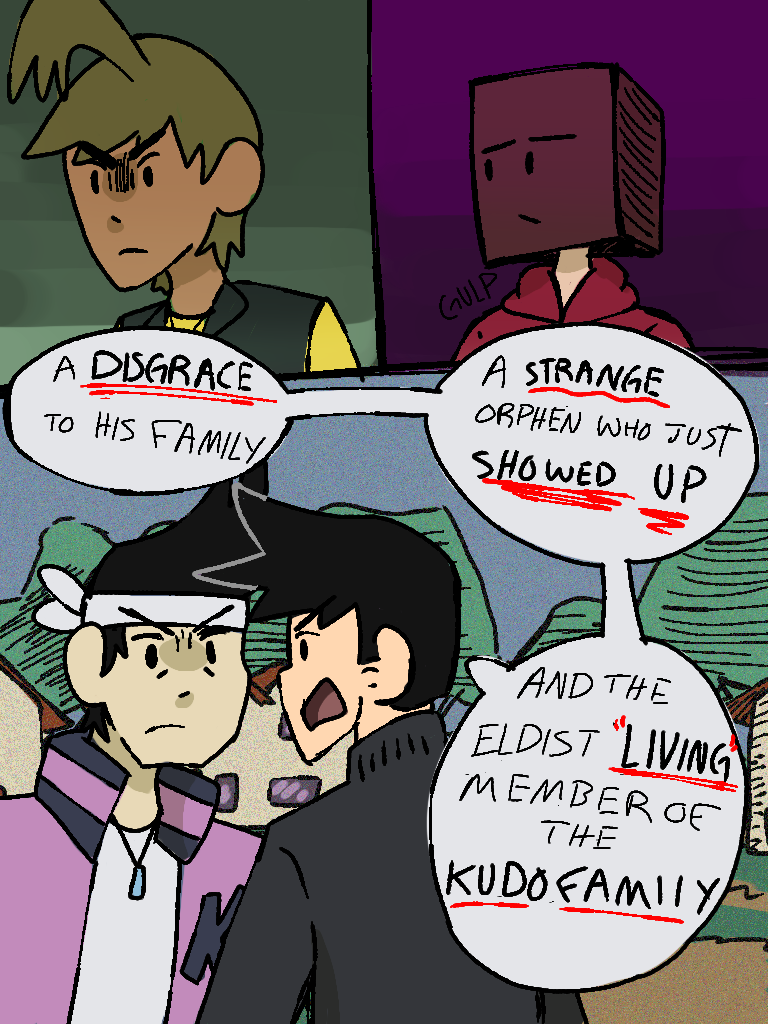 GULP
A DISGRACE
TO HIS FAMILY
A STRANGE
ORPHEN WHO JUST
SHOWED UP
AND THE
ELDIST "LIVING"
MEMBER OF
THE
KUDO FAMIIY
K